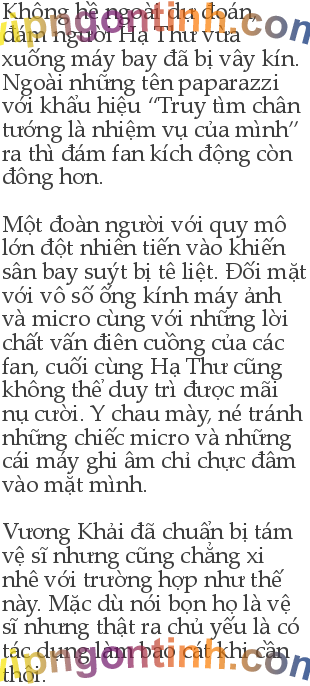 Không hề ngoài dự đoán,
đám người Hạ Thư vừa
xuống máy bay đã bị vây kín.
Ngoài những tên paparazzi
với khẩu hiệu “Truy tìm chân
tướng là nhiệm vụ của mình”
ra thì đám fan kích động còn
đông hơn.

Một đoàn người với quy mô
lớn đột nhiên tiến vào khiến
sân bay suýt bị tê liệt. Đối mặt
với vô số ống kính máy ảnh
và micro cùng với những lời
chất vấn điên cuồng của các
fan, cuối cùng Hạ Thư cũng
không thể duy trì được mãi
nụ cười. Y chau mày, né tránh
những chiếc micro và những
cái máy ghi âm chỉ chực đâm
vào mặt mình.

Vương Khải đã chuẩn bị tám
vệ sĩ nhưng cũng chẳng xi
nhê với trường hợp như thế
này. Mặc dù nói bọn họ là vệ
sĩ nhưng thật ra chủ yếu là có
tác dụng làm bao cát khi cần
thôi.
vipngontinh.com
vipngontinh.com